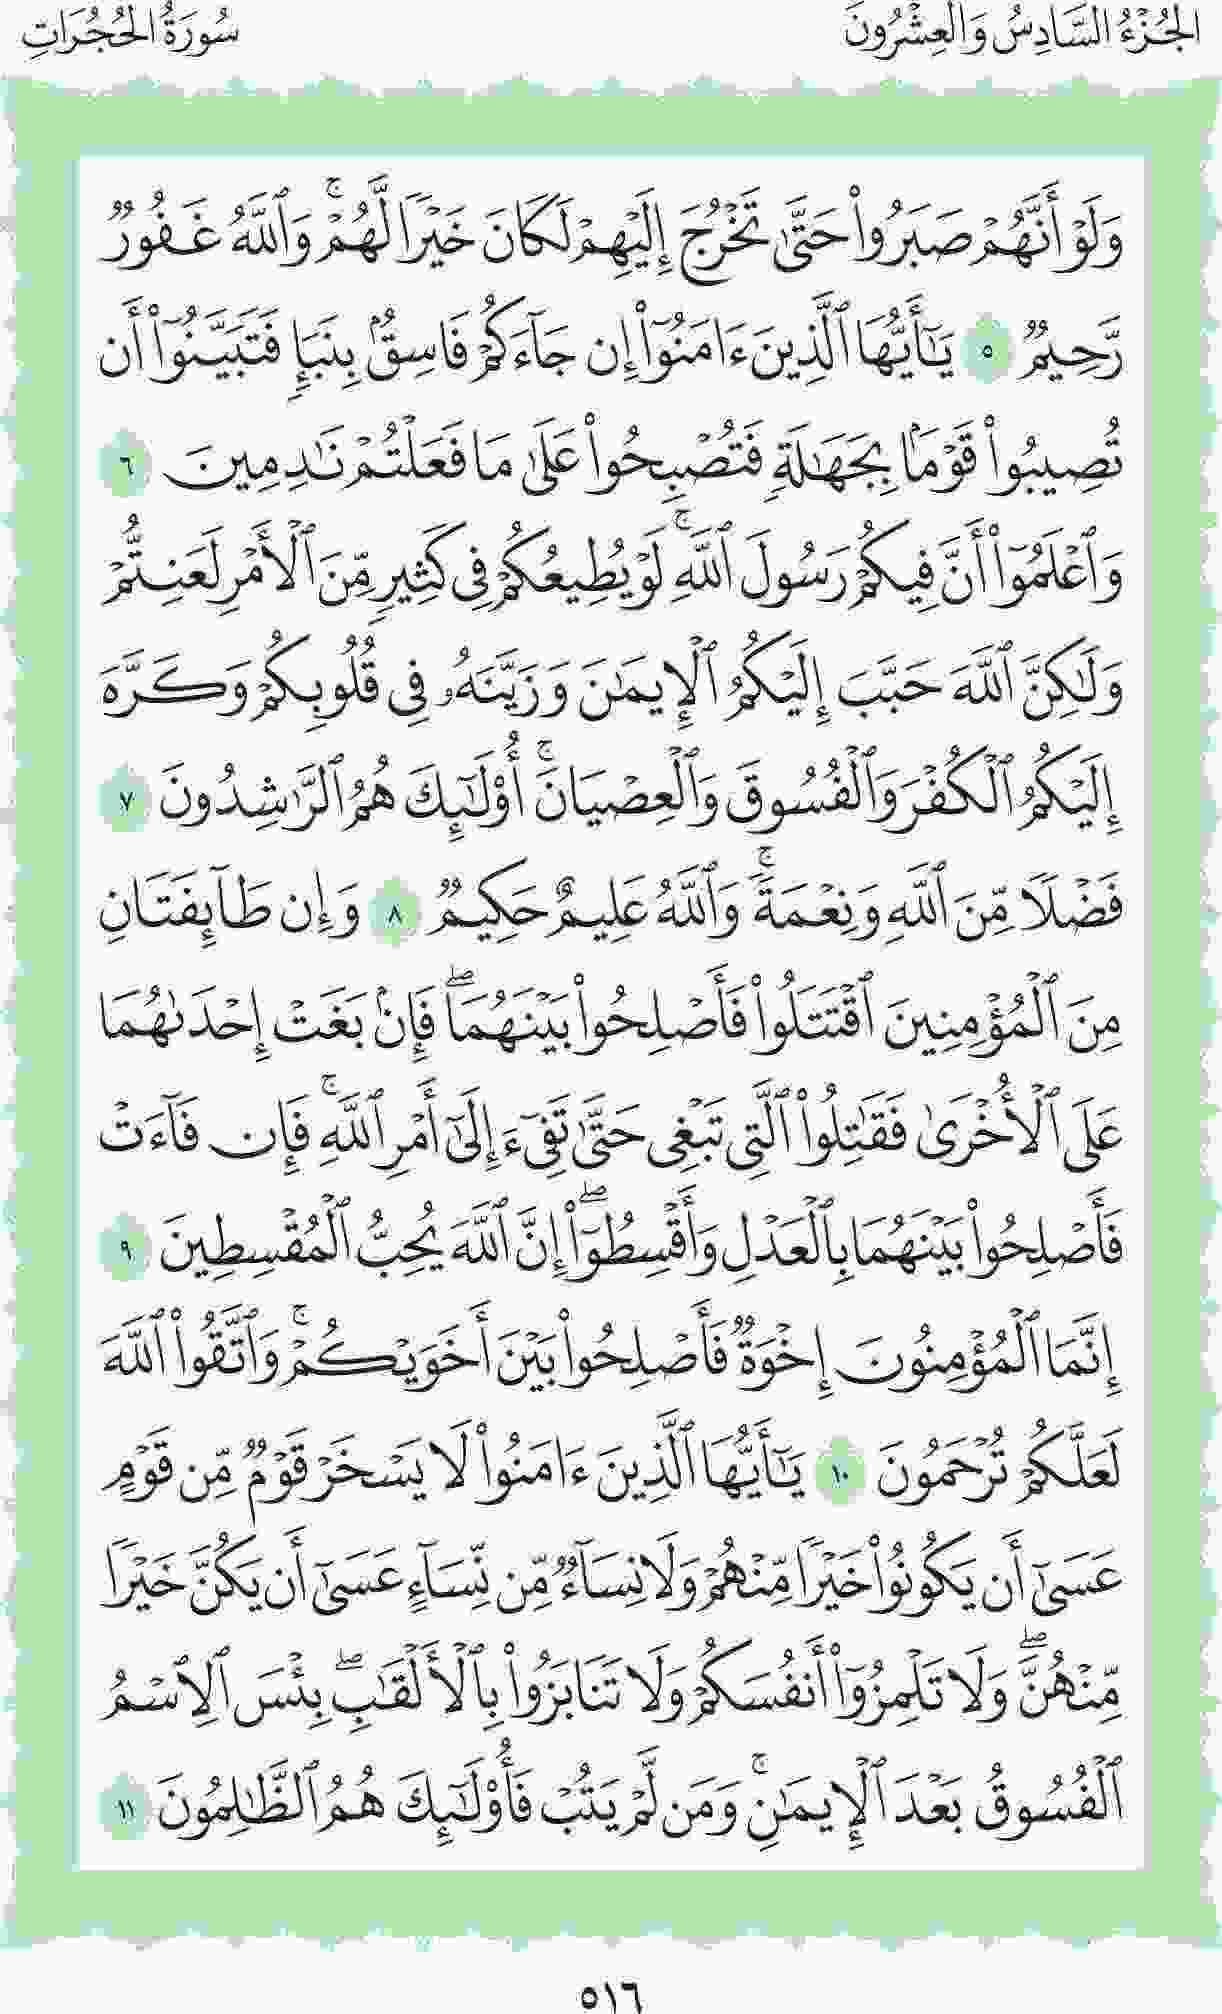 الجُزْءُ السَّادِسُ وَالعِشْرُونَ
سُورَةُ الحُجُرَاتِ
وَلَوْ أَنَّهُمْ صَبَرُوا۟ حَتَّىٰ تَخْرُجَ إِلَيْهِمْ لَكَانَ خَيْرًا لَّهُمْ ۚ وَٱللَّهُ غَفُورٌ
رَّحِيمٌ ٥ يَـٰٓأَيُّهَا ٱلَّذِينَ ءَامَنُوٓا۟ إِن جَآءَكُمْ فَاسِقٌۢ بِنَبَإٍ فَتَبَيَّنُوٓا۟ أَن
تُصِيبُوا۟ قَوْمًۢا بِجَهَـٰلَةٍ فَتُصْبِحُوا۟ عَلَىٰ مَا فَعَلْتُمْ نَـٰدِمِينَ ٦
وَٱعْلَمُوٓا۟ أَنَّ فِيكُمْ رَسُولَ ٱللَّهِ ۚ لَوْ يُطِيعُكُمْ فِى كَثِيرٍ مِّنَ ٱلْأَمْرِ لَعَنِتُّمْ
وَلَـٰكِنَّ ٱللَّهَ حَبَّبَ إِلَيْكُمُ ٱلْإِيمَـٰنَ وَزَيَّنَهُۥ فِى قُلُوبِكُمْ وَكَرَّهَ
إِلَيْكُمُ ٱلْكُفْرَ وَٱلْفُسُوقَ وَٱلْعِصْيَانَ ۚ أُو۟لَـٰٓئِكَ هُمُ ٱلرَّٰشِدُونَ ٧
فَضْلًا مِّنَ ٱللَّهِ وَنِعْمَةً ۚ وَٱللَّهُ عَلِيمٌ حَكِيمٌ ٨ وَإِن طَآئِفَتَانِ
مِنَ ٱلْمُؤْمِنِينَ ٱقْتَتَلُوا۟ فَأَصْلِحُوا۟ بَيْنَهُمَا ۖ فَإِنۢ بَغَتْ إِحْدَىٰهُمَا
عَلَى ٱلْأُخْرَىٰ فَقَـٰتِلُوا۟ ٱلَّتِى تَبْغِى حَتَّىٰ تَفِىٓءَ إِلَىٰٓ أَمْرِ ٱللَّهِ ۚ فَإِن فَآءَتْ
فَأَصْلِحُوا۟ بَيْنَهُمَا بِٱلْعَدْلِ وَأَقْسِطُوٓا۟ ۖ إِنَّ ٱللَّهَ يُحِبُّ ٱلْمُقْسِطِينَ ٩
إِنَّمَا ٱلْمُؤْمِنُونَ إِخْوَةٌ فَأَصْلِحُوا۟ بَيْنَ أَخَوَيْكُمْ ۚ وَٱتَّقُوا۟ ٱللَّهَ
لَعَلَّكُمْ تُرْحَمُونَ ١٠ يَـٰٓأَيُّهَا ٱلَّذِينَ ءَامَنُوا۟ لَا يَسْخَرْ قَوْمٌ مِّن قَوْمٍ
عَسَىٰٓ أَن يَكُونُوا۟ خَيْرًا مِّنْهُمْ وَلَا نِسَآءٌ مِّن نِّسَآءٍ عَسَىٰٓ أَن يَكُنَّ خَيْرًا
مِّنْهُنَّ ۖ وَلَا تَلْمِزُوٓا۟ أَنفُسَكُمْ وَلَا تَنَابَزُوا۟ بِٱلْأَلْقَـٰبِ ۖ بِئْسَ ٱلِٱسْمُ
ٱلْفُسُوقُ بَعْدَ ٱلْإِيمَـٰنِ ۚ وَمَن لَّمْ يَتُبْ فَأُو۟لَـٰٓئِكَ هُمُ ٱلظَّـٰلِمُونَ ١١
٥١٦